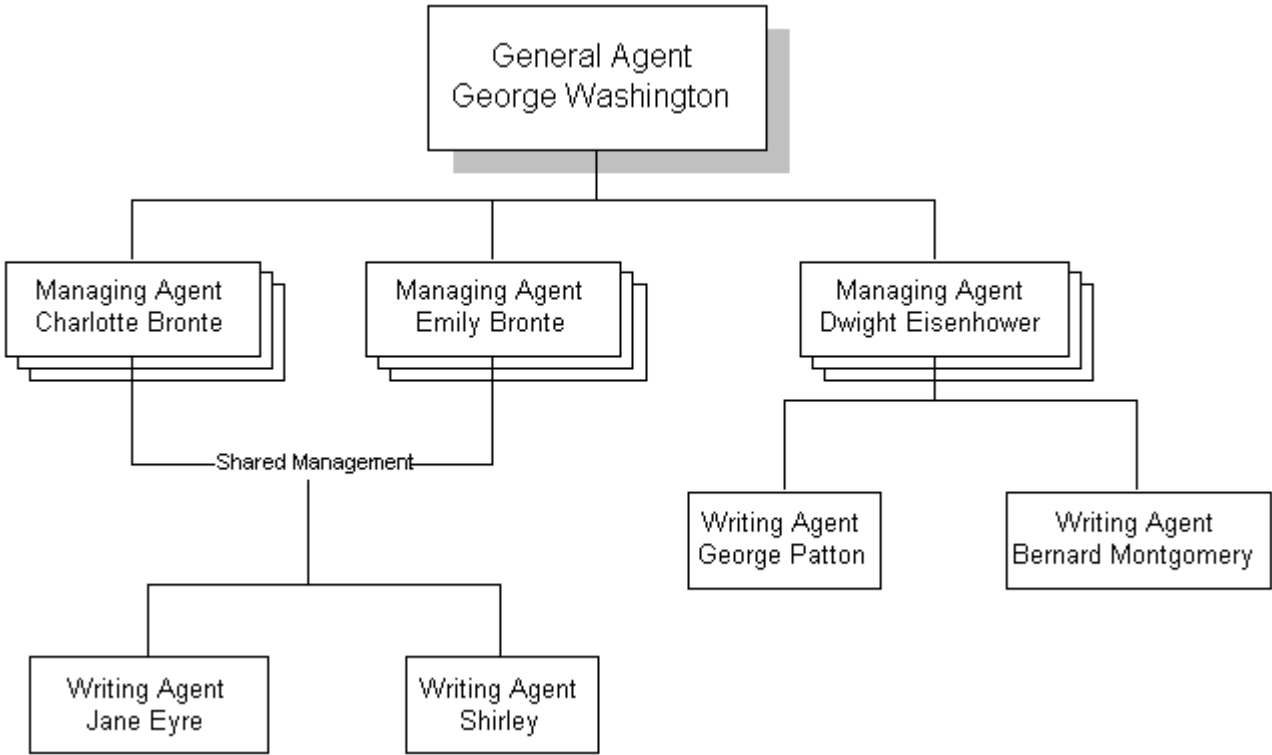 General Agent
George Washington
Managing Agent
Charlotte Bronte
Managing Agent
Emily Bronte
Managing Agent
Dwight Eisenhower
Shared Management
Writing Agent
George Patton
Writing Agent
Bernard Montgomery
Writing Agent
Jane Eyre
Writing Agent
Shirley